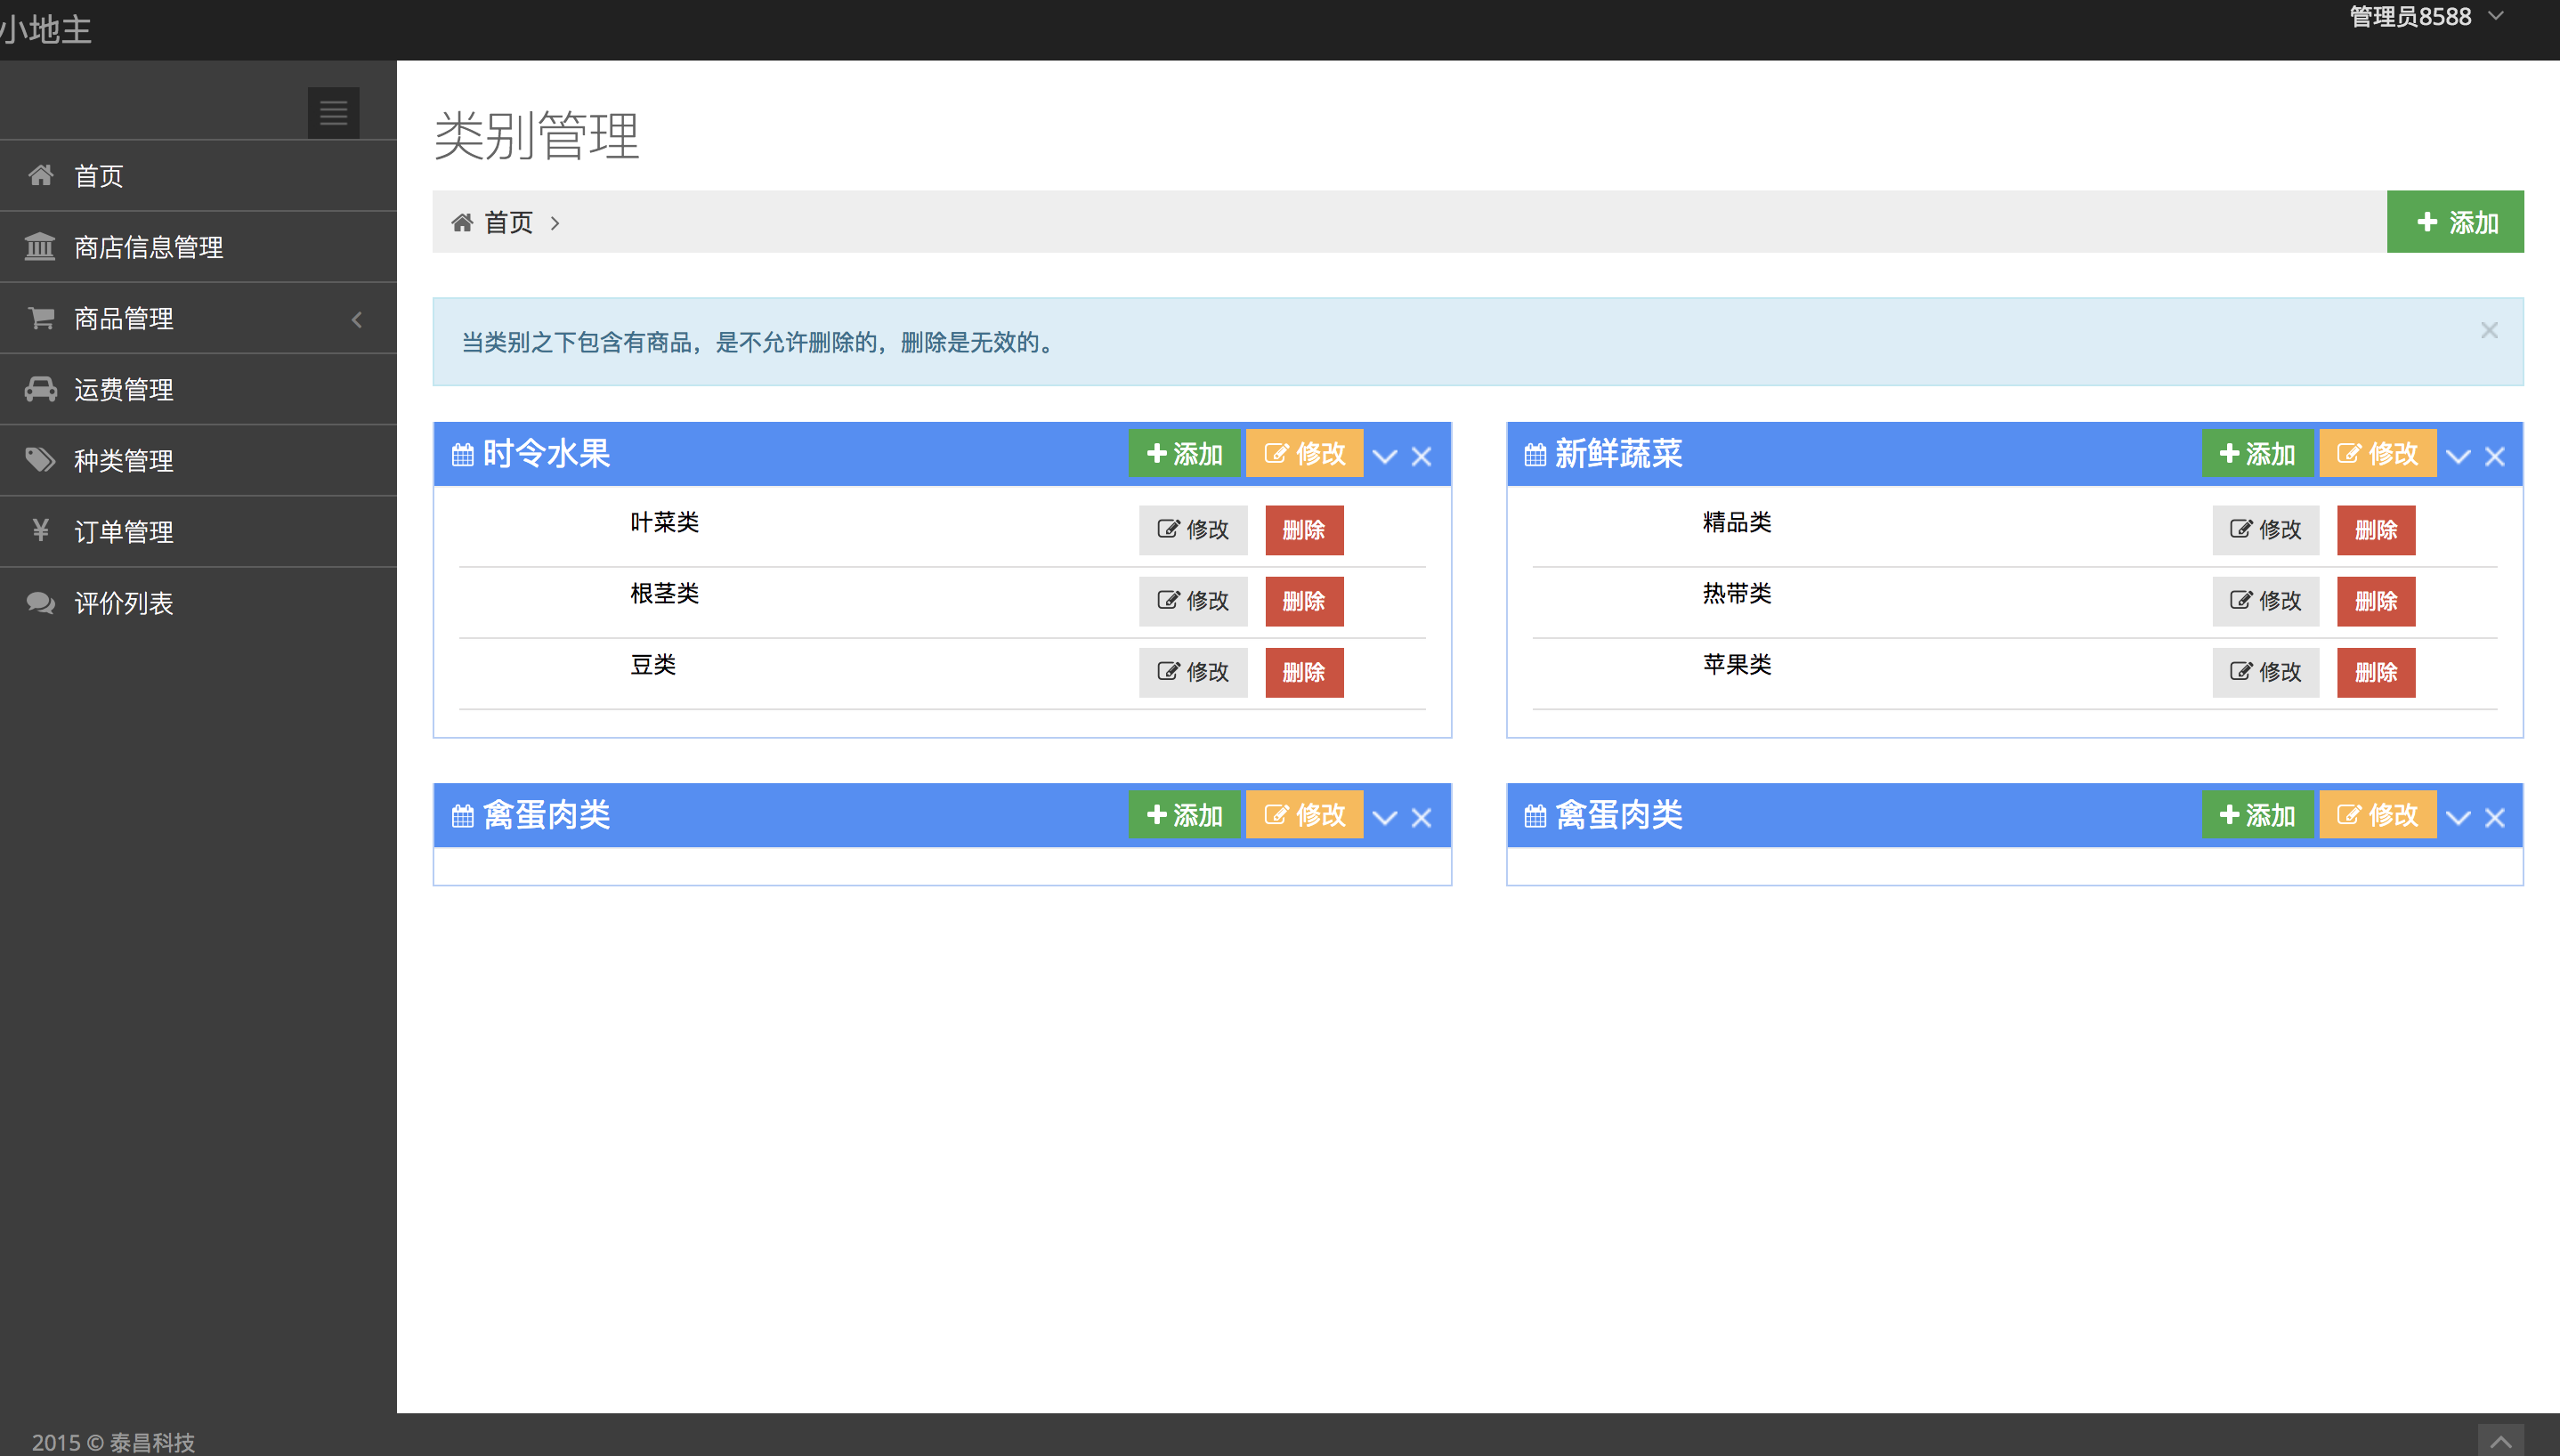 小地主
管理员8588
首页
商店信息管理
商品管理
运费管理
种类管理
¥ 订单管理
评价列表
类别管理
首页
添加
当类别之下包含有商品，是不允许删除的，删除是无效的。
时令水果 添加 修改
叶菜类 修改 删除
根茎类 修改 删除
豆类 修改 删除
新鲜蔬菜 添加 修改
精品类 修改 删除
热带类 修改 删除
苹果类 修改 删除
禽蛋肉类 添加 修改
禽蛋肉类 添加 修改
2015 © 泰昌科技